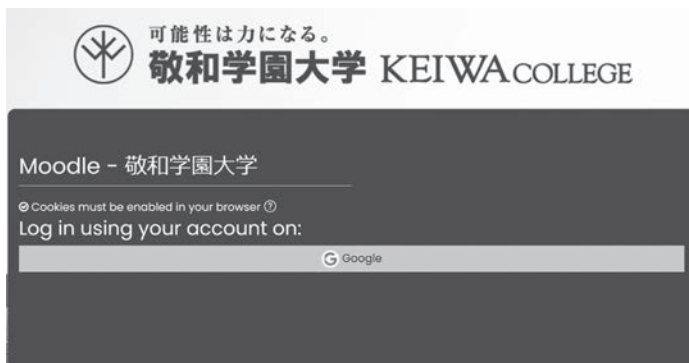 可能性は力になる。
敬和学園大学 KEIWA COLLEGE
Moodle - 敬和学園大学
Cookies must be enabled in your browser
Log in using your account on:
G Google